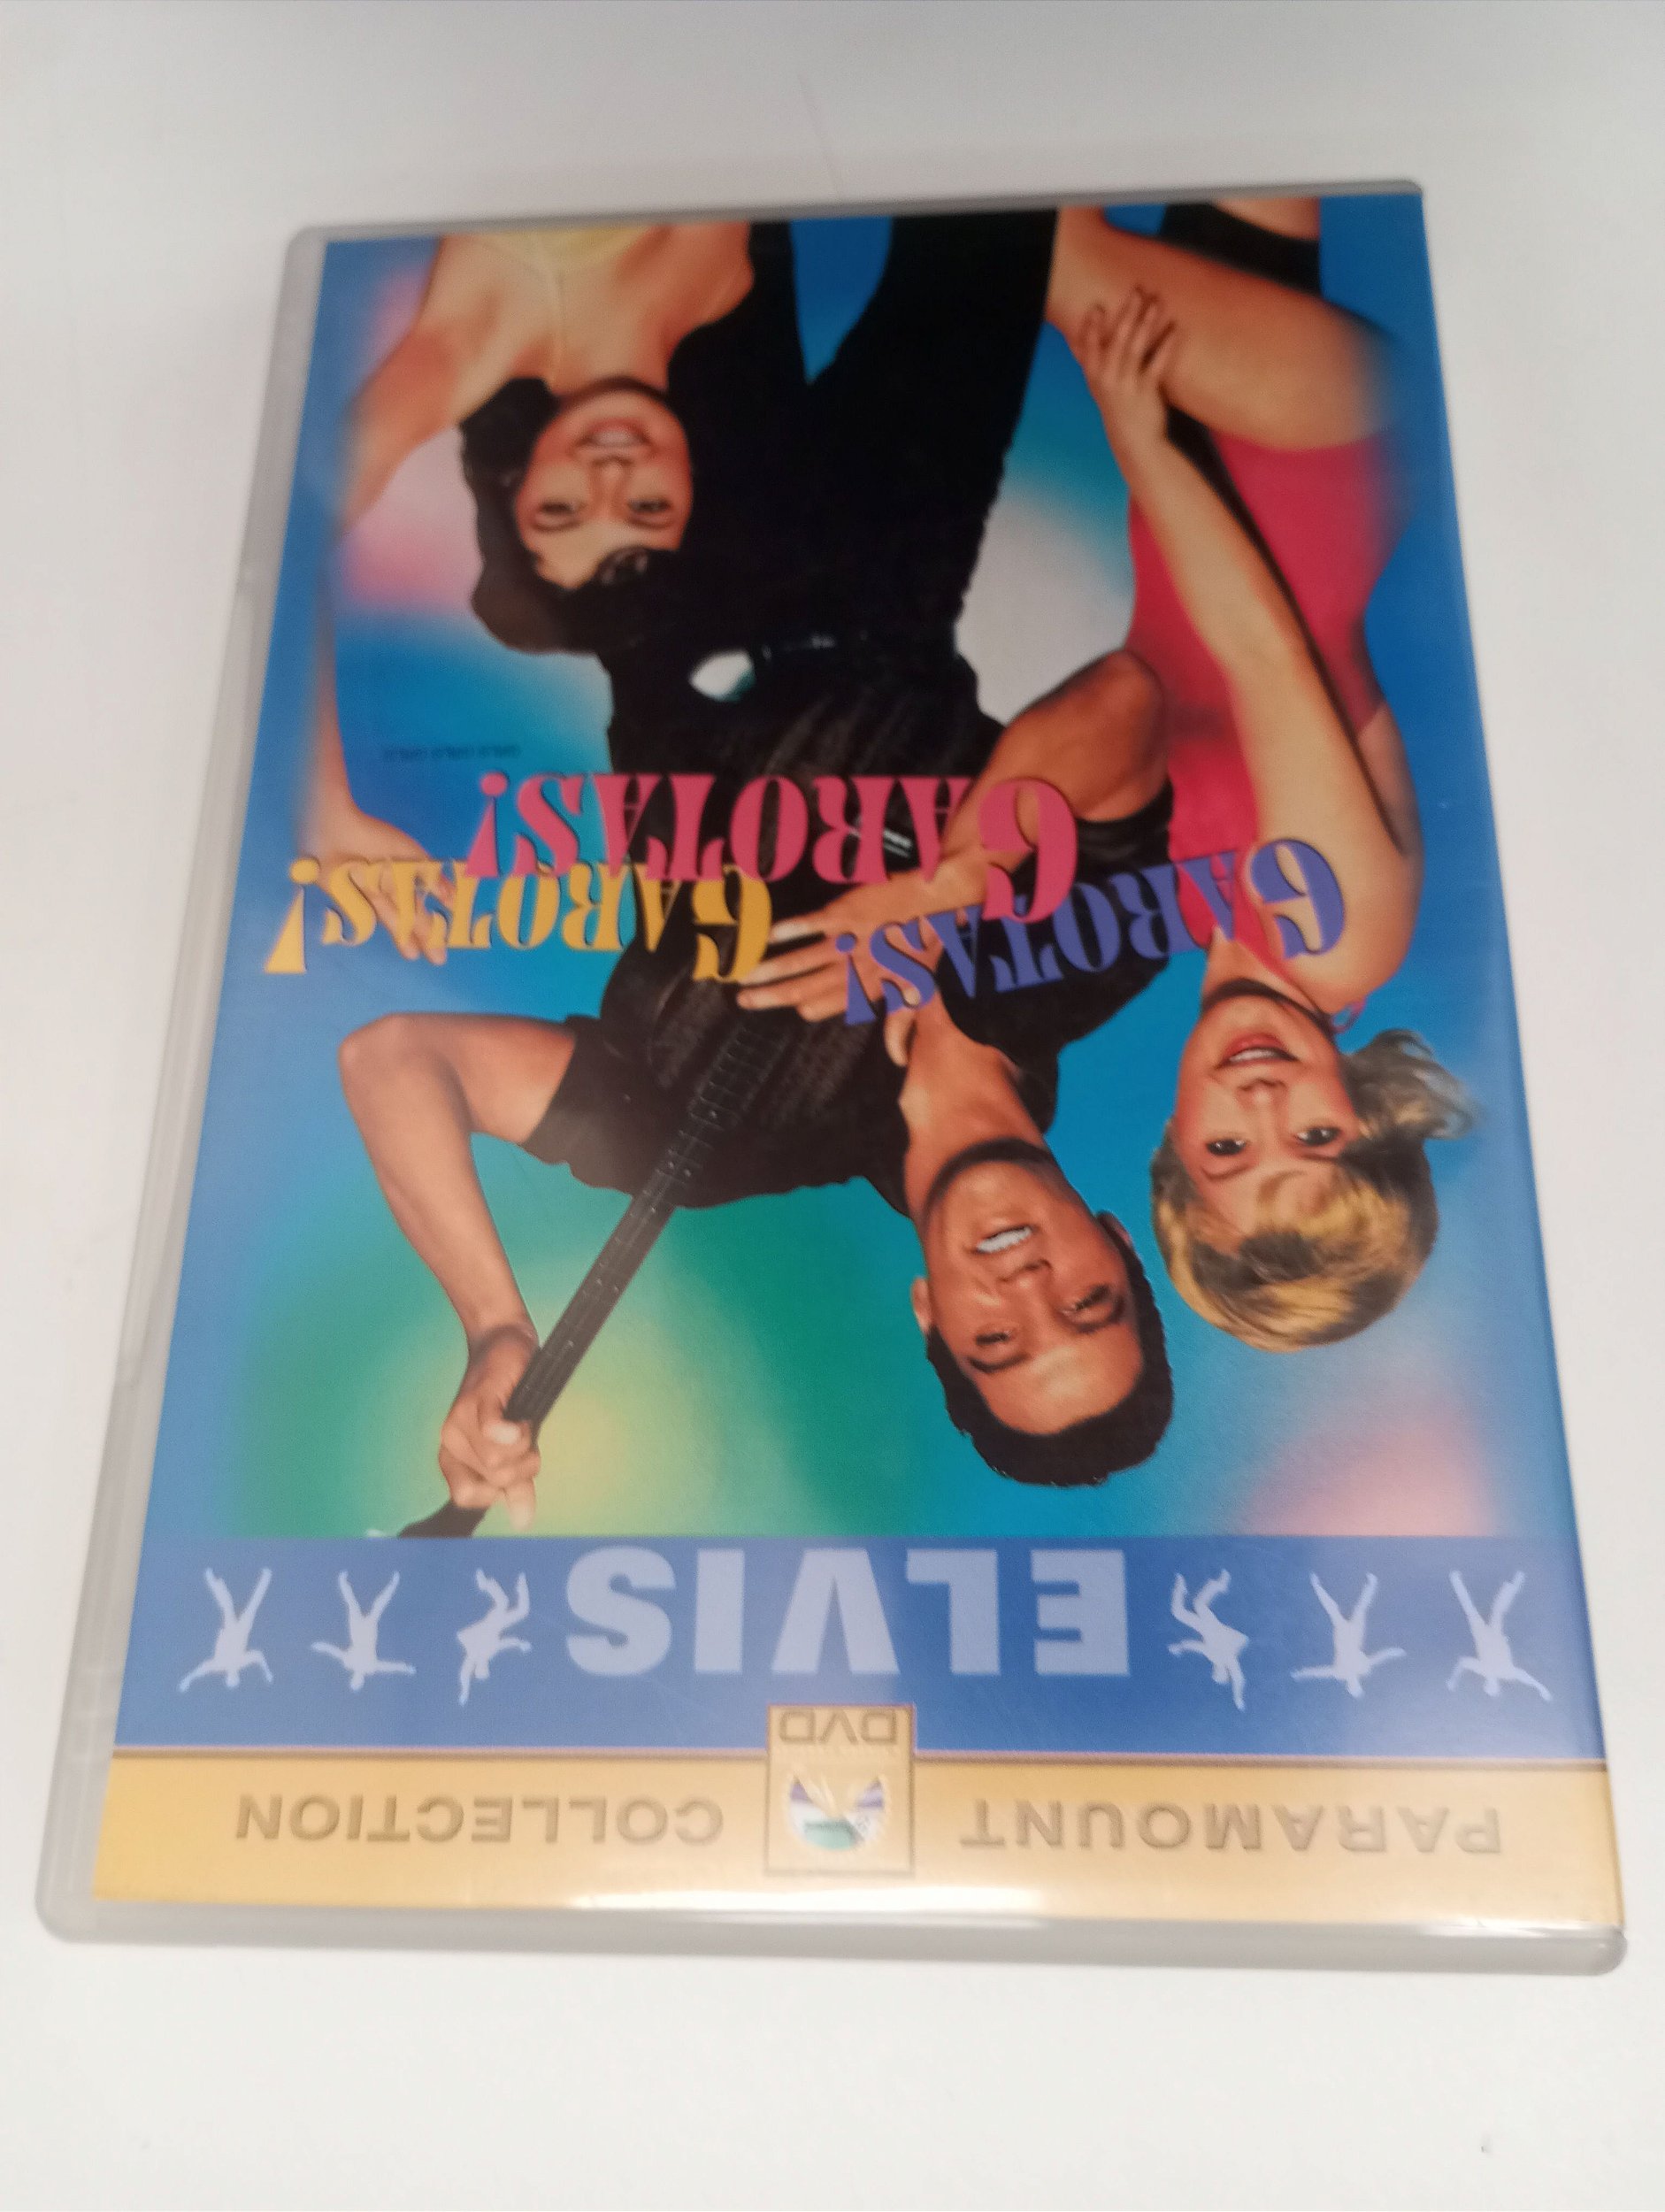 PARAMOUNT COLLECTION
DVD
ELVIS
GAROTAS!
GAROTAS!
GAROTAS!